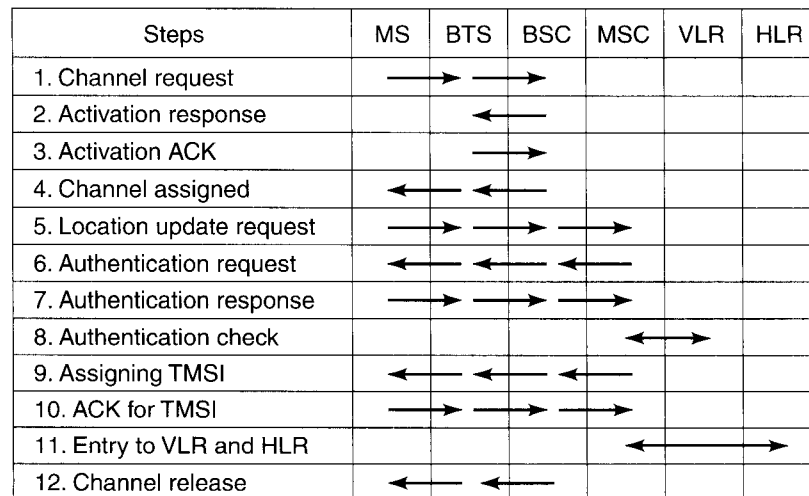 Steps MS BTS BSC MSC VLR HLR
1. Channel request
2. Activation response
3. Activation ACK
4. Channel assigned
5. Location update request
6. Authentication request
7. Authentication response
8. Authentication check
9. Assigning TMSI
10. ACK for TMSI
11. Entry to VLR and HLR
12. Channel release